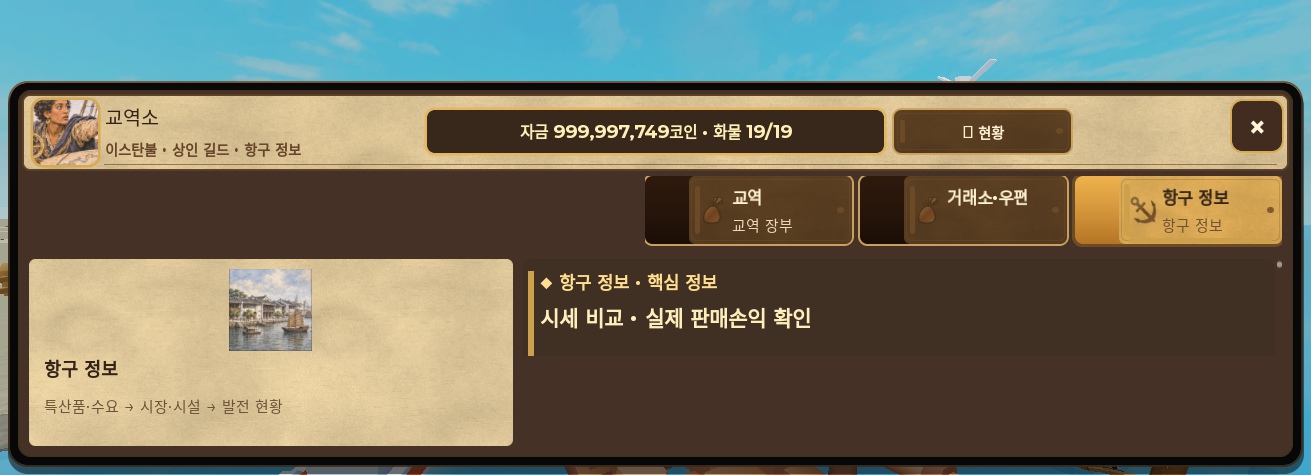 교역소
이스탄불 • 상인 길드 • 항구 정보
자금 999,997,749코인 • 화물 19/19
현황
×
교역
교역 장부
거래소•우편
항구 정보
항구 정보
항구 정보
특산품·수요 → 시장·시설 → 발전 현황
◆ 항구 정보 • 핵심 정보
시세 비교 • 실제 판매손익 확인